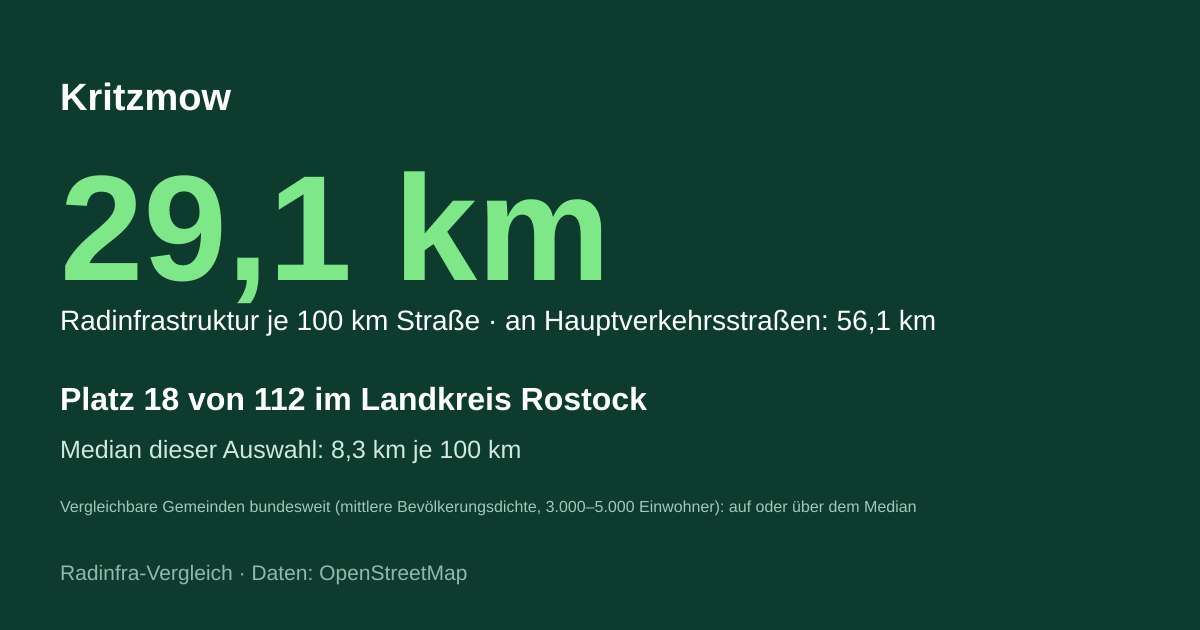 Kritzmow
29,1 km
Radinfrastruktur je 100 km Straße · an Hauptverkehrsstraßen: 56,1 km
Platz 18 von 112 im Landkreis Rostock
Median dieser Auswahl: 8,3 km je 100 km
Vergleichbare Gemeinden bundesweit (mittlere Bevölkerungsdichte, 3.000–5.000 Einwohner): auf oder über dem Median
Radinfra-Vergleich · Daten: OpenStreetMap